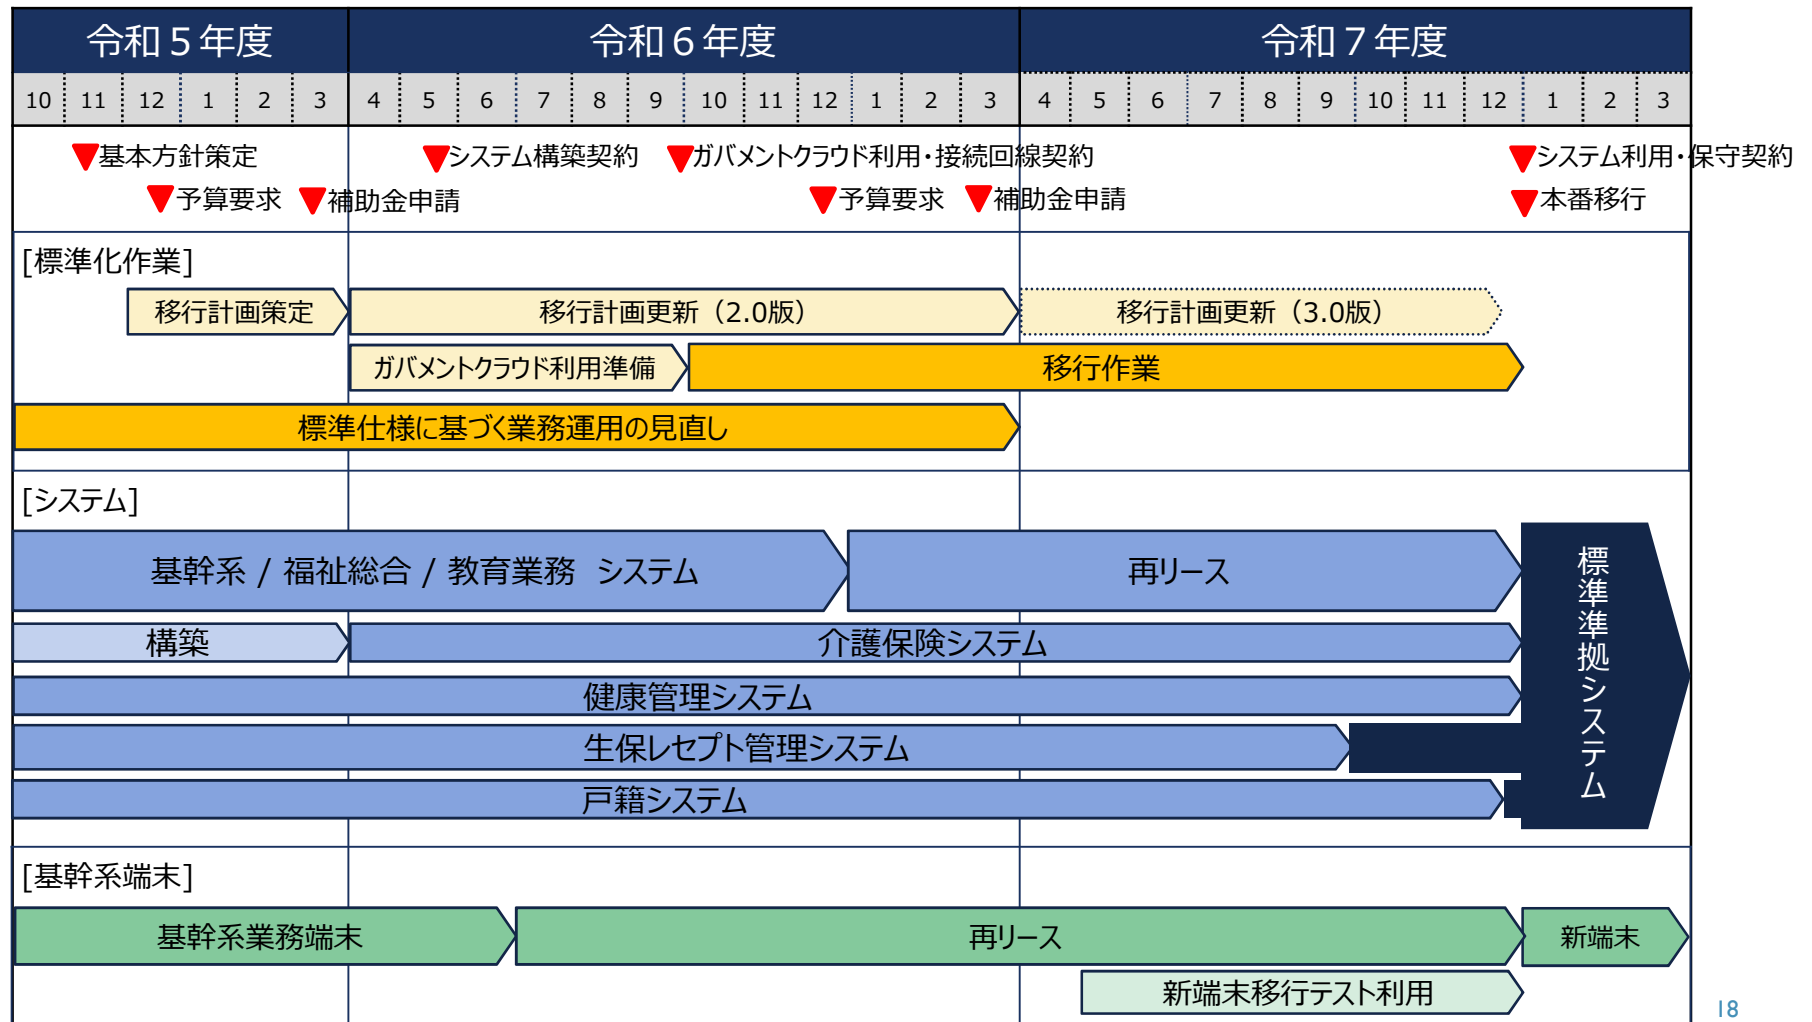 令和５年度 令和６年度 令和７年度
10 11 12 1 2 3 4 5 6 7 8 9 10 11 12 1 2 3 4 5 6 7 8 9 10 11 12 1 2 3
▼基本方針策定 ▼システム構築契約 ▼ガバメントクラウド利用・接続回線契約 ▼システム利用・保守契約
▼予算要求 ▼補助金申請 ▼予算要求 ▼補助金申請 ▼本番移行
[標準化作業]
移行計画策定 移行計画更新（2.0版） 移行計画更新（3.0版）
ガバメントクラウド利用準備 移行作業
標準仕様に基づく業務運用の見直し
[システム]
基幹系 / 福祉総合 / 教育業務 システム 再リース
標準準拠システム
構築 介護保険システム
健康管理システム
生保レセプト管理システム
戸籍システム
[基幹系端末]
基幹系業務端末 再リース 新端末
新端末移行テスト利用
18